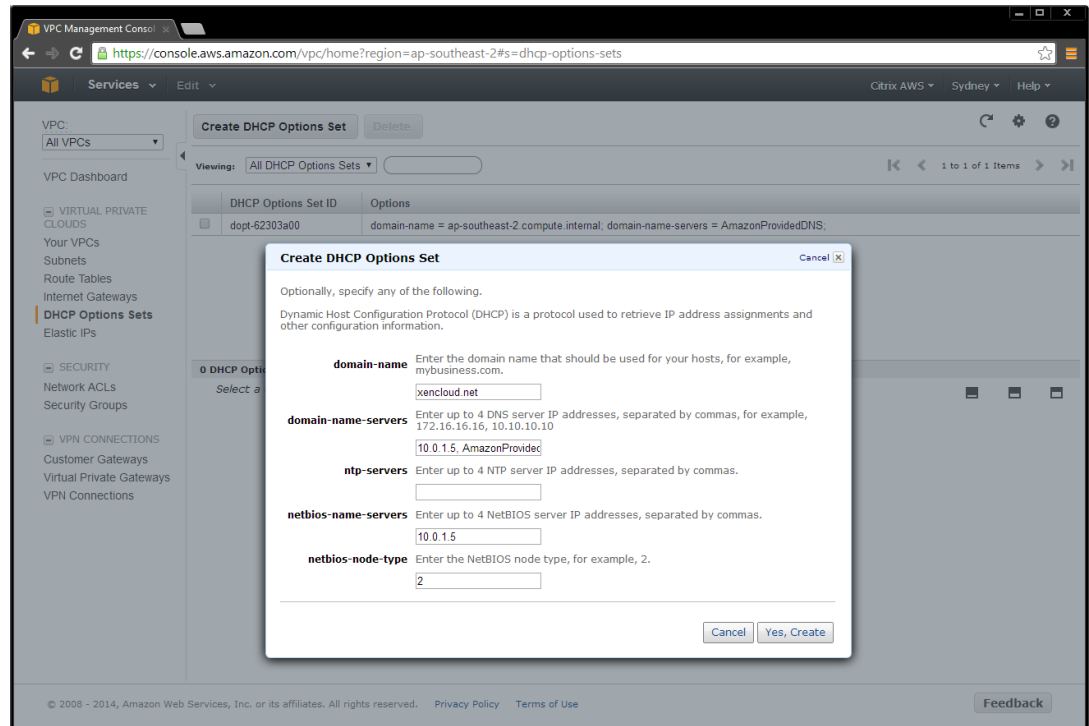 VPC Management Consol
https://console.aws.amazon.com/vpc/home?region=ap-southeast-2#s=dhcp-options-sets
Services Edit Citrix AWS Sydney Help
VPC:
All VPCs
Create DHCP Options Set Delete
Viewing: All DHCP Options Sets 1 to 1 of 1 Items
VPC Dashboard
VIRTUAL PRIVATE
CLOUDS
Your VPCs
Subnets
Route Tables
Internet Gateways
DHCP Options Sets
Elastic IPs
SECURITY
Network ACLs
Security Groups
VPN CONNECTIONS
Customer Gateways
Virtual Private Gateways
VPN Connections
DHCP Options Set ID Options
dopt-62303a00 domain-name = ap-southeast-2.compute.internal; domain-name-servers = AmazonProvidedDNS;
0 DHCP Optio
Select a
Create DHCP Options Set Cancel
Optionally, specify any of the following.
Dynamic Host Configuration Protocol (DHCP) is a protocol used to retrieve IP address assignments and
other configuration information.
domain-name Enter the domain name that should be used for your hosts, for example,
mybusiness.com.
xencloud.net
domain-name-servers Enter up to 4 DNS server IP addresses, separated by commas, for example,
172.16.16.16, 10.10.10.10
10.0.1.5, AmazonProvided
ntp-servers Enter up to 4 NTP server IP addresses, separated by commas.
netbios-name-servers Enter up to 4 NetBIOS server IP addresses, separated by commas.
10.0.1.5
netbios-node-type Enter the NetBIOS node type, for example, 2.
2
Cancel Yes, Create
© 2008 - 2014, Amazon Web Services, Inc. or its affiliates. All rights reserved. Privacy Policy Terms of Use Feedback